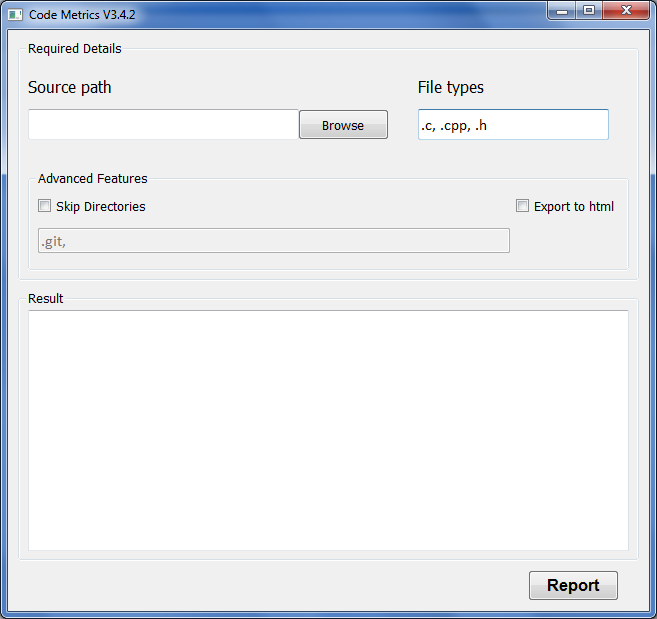 Code Metrics V3.4.2
Required Details
Source path File types
Browse .c, .cpp, .h
Advanced Features
Skip Directories Export to html
.git,
Result
Report